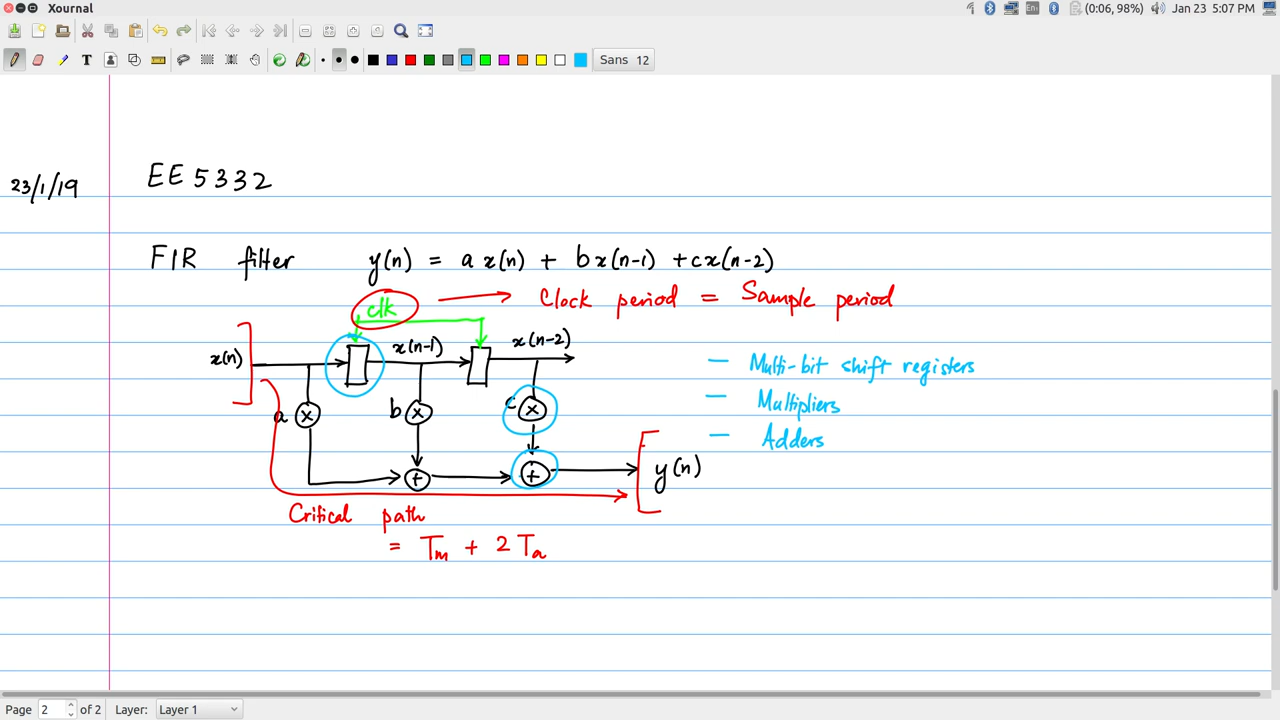 Xournal
(0:06, 98%) Jan 23 5:07 PM
En
T
Sans 12
23/1/19
EE 5332
FIR filter y(n) = a x(n) + b x(n-1) + c x(n-2)
clk → Clock period = Sample period
x(n) x(n-1) x(n-2)
— Multi-bit shift registers
a x b x c x
— Multipliers
— Adders
+ + y(n)
Critical path
= Tm + 2 Ta
Page 2 of 2 Layer: Layer 1